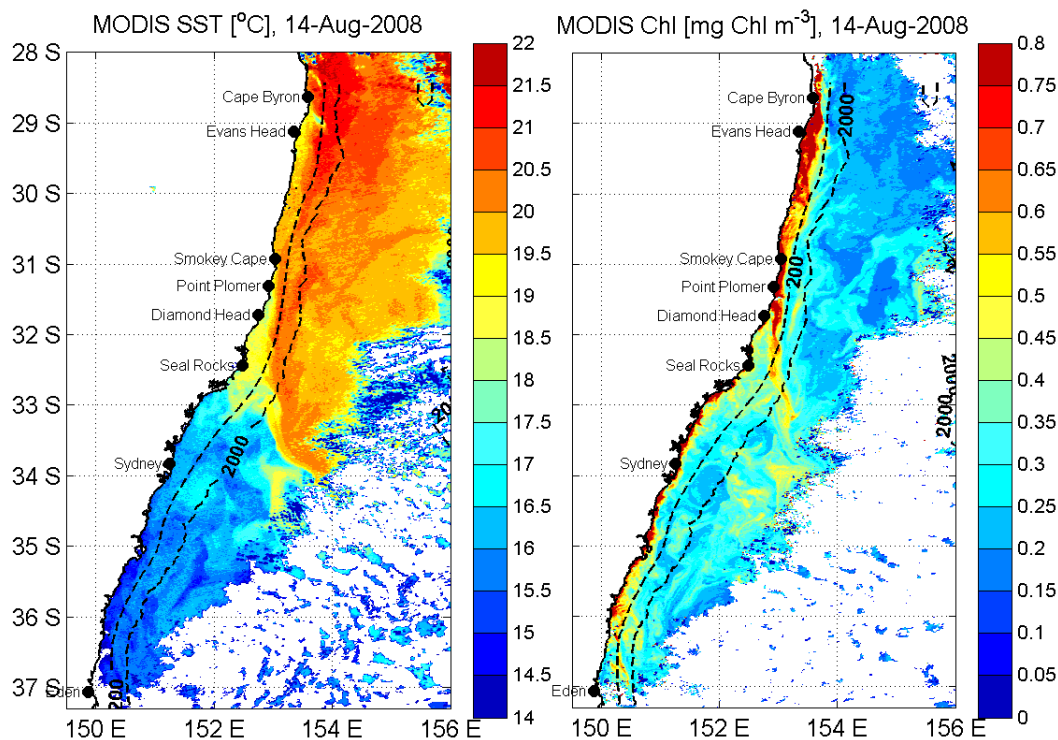 MODIS SST [°C], 14-Aug-2008
28 S
29 S
30 S
31 S
32 S
33 S
34 S
35 S
36 S
37 S
Cape Byron
Evans Head
Smokey Cape
Point Plomer
Diamond Head
Seal Rocks
Sydney
Eden
2000
200
150 E
152 E
154 E
156 E
22
21.5
21
20.5
20
19.5
19
18.5
18
17.5
17
16.5
16
15.5
15
14.5
14
MODIS Chl [mg Chl m⁻³], 14-Aug-2008
Cape Byron
Evans Head
Smokey Cape
Point Plomer
Diamond Head
Seal Rocks
Sydney
Eden
2000
200
2000
150 E
152 E
154 E
156 E
0.8
0.75
0.7
0.65
0.6
0.55
0.5
0.45
0.4
0.35
0.3
0.25
0.2
0.15
0.1
0.05
0